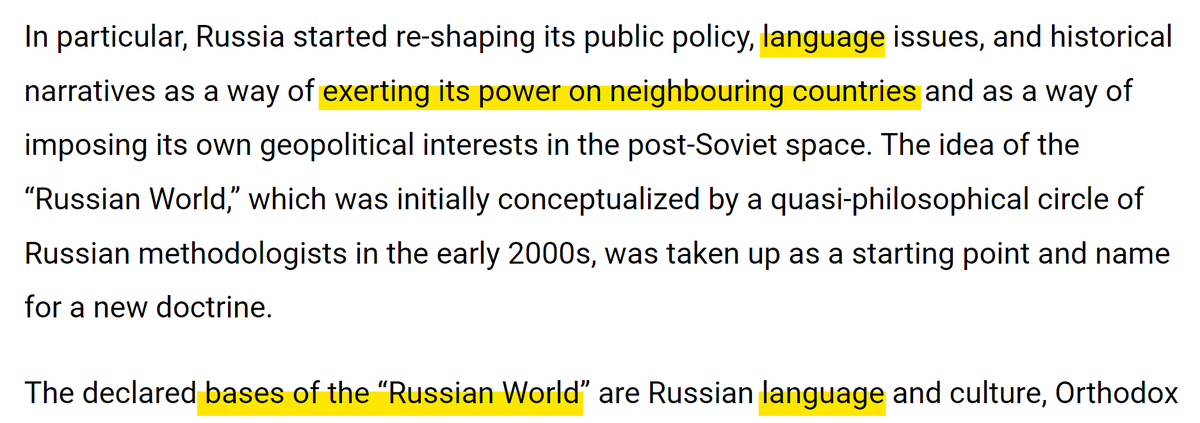 In particular, Russia started re-shaping its public policy, language issues, and historical
narratives as a way of exerting its power on neighbouring countries and as a way of
imposing its own geopolitical interests in the post-Soviet space. The idea of the
“Russian World,” which was initially conceptualized by a quasi-philosophical circle of
Russian methodologists in the early 2000s, was taken up as a starting point and name
for a new doctrine.
The declared bases of the “Russian World” are Russian language and culture, Orthodox